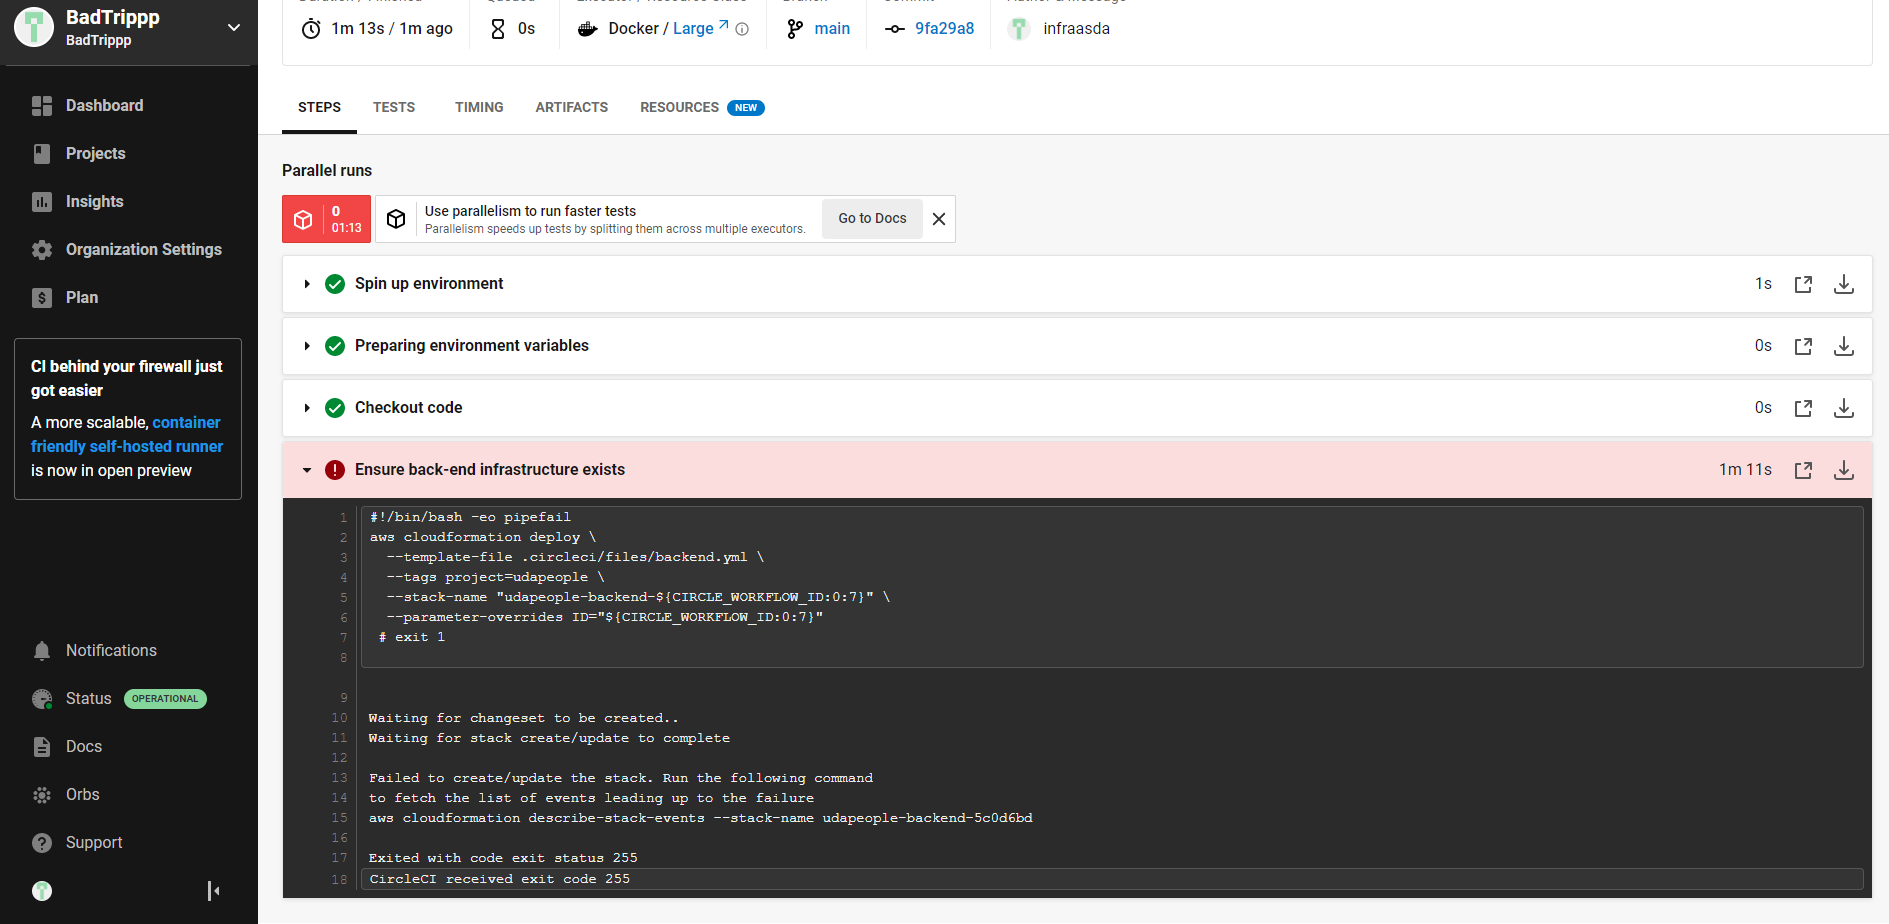 BadTrippp
BadTrippp
Dashboard
Projects
Insights
Organization Settings
Plan
CI behind your firewall just
got easier
A more scalable, container
friendly self-hosted runner
is now in open preview
Notifications
Status OPERATIONAL
Docs
Orbs
Support
1m 13s / 1m ago
0s
Docker / Large
main
9fa29a8
infraasda
STEPS TESTS TIMING ARTIFACTS RESOURCES NEW
Parallel runs
0
01:13
Use parallelism to run faster tests
Parallelism speeds up tests by splitting them across multiple executors.
Go to Docs
Spin up environment 1s
Preparing environment variables 0s
Checkout code 0s
Ensure back-end infrastructure exists 1m 11s
1 #!/bin/bash -eo pipefail
2 aws cloudformation deploy \
3 --template-file .circleci/files/backend.yml \
4 --tags project=udapeople \
5 --stack-name "udapeople-backend-${CIRCLE_WORKFLOW_ID:0:7}" \
6 --parameter-overrides ID="${CIRCLE_WORKFLOW_ID:0:7}"
7 # exit 1
8
9
10 Waiting for changeset to be created..
11 Waiting for stack create/update to complete
12
13 Failed to create/update the stack. Run the following command
14 to fetch the list of events leading up to the failure
15 aws cloudformation describe-stack-events --stack-name udapeople-backend-5c0d6bd
16
17 Exited with code exit status 255
18 CircleCI received exit code 255